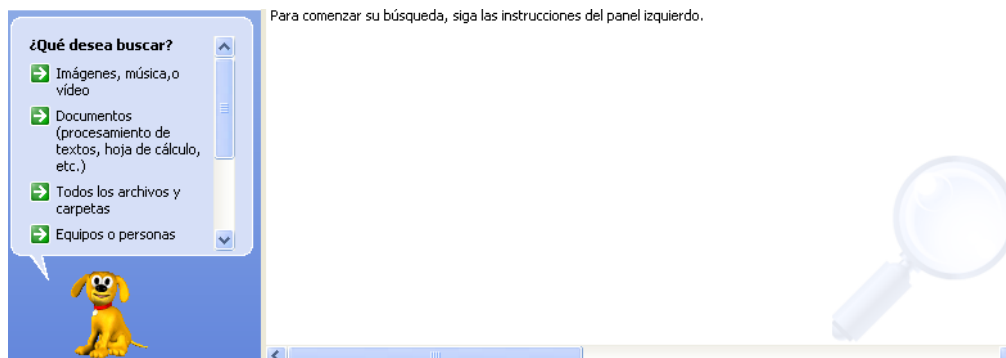 Para comenzar su búsqueda, siga las instrucciones del panel izquierdo.
¿Qué desea buscar?
Imágenes, música,o
vídeo
Documentos
(procesamiento de
textos, hoja de cálculo,
etc.)
Todos los archivos y
carpetas
Equipos o personas